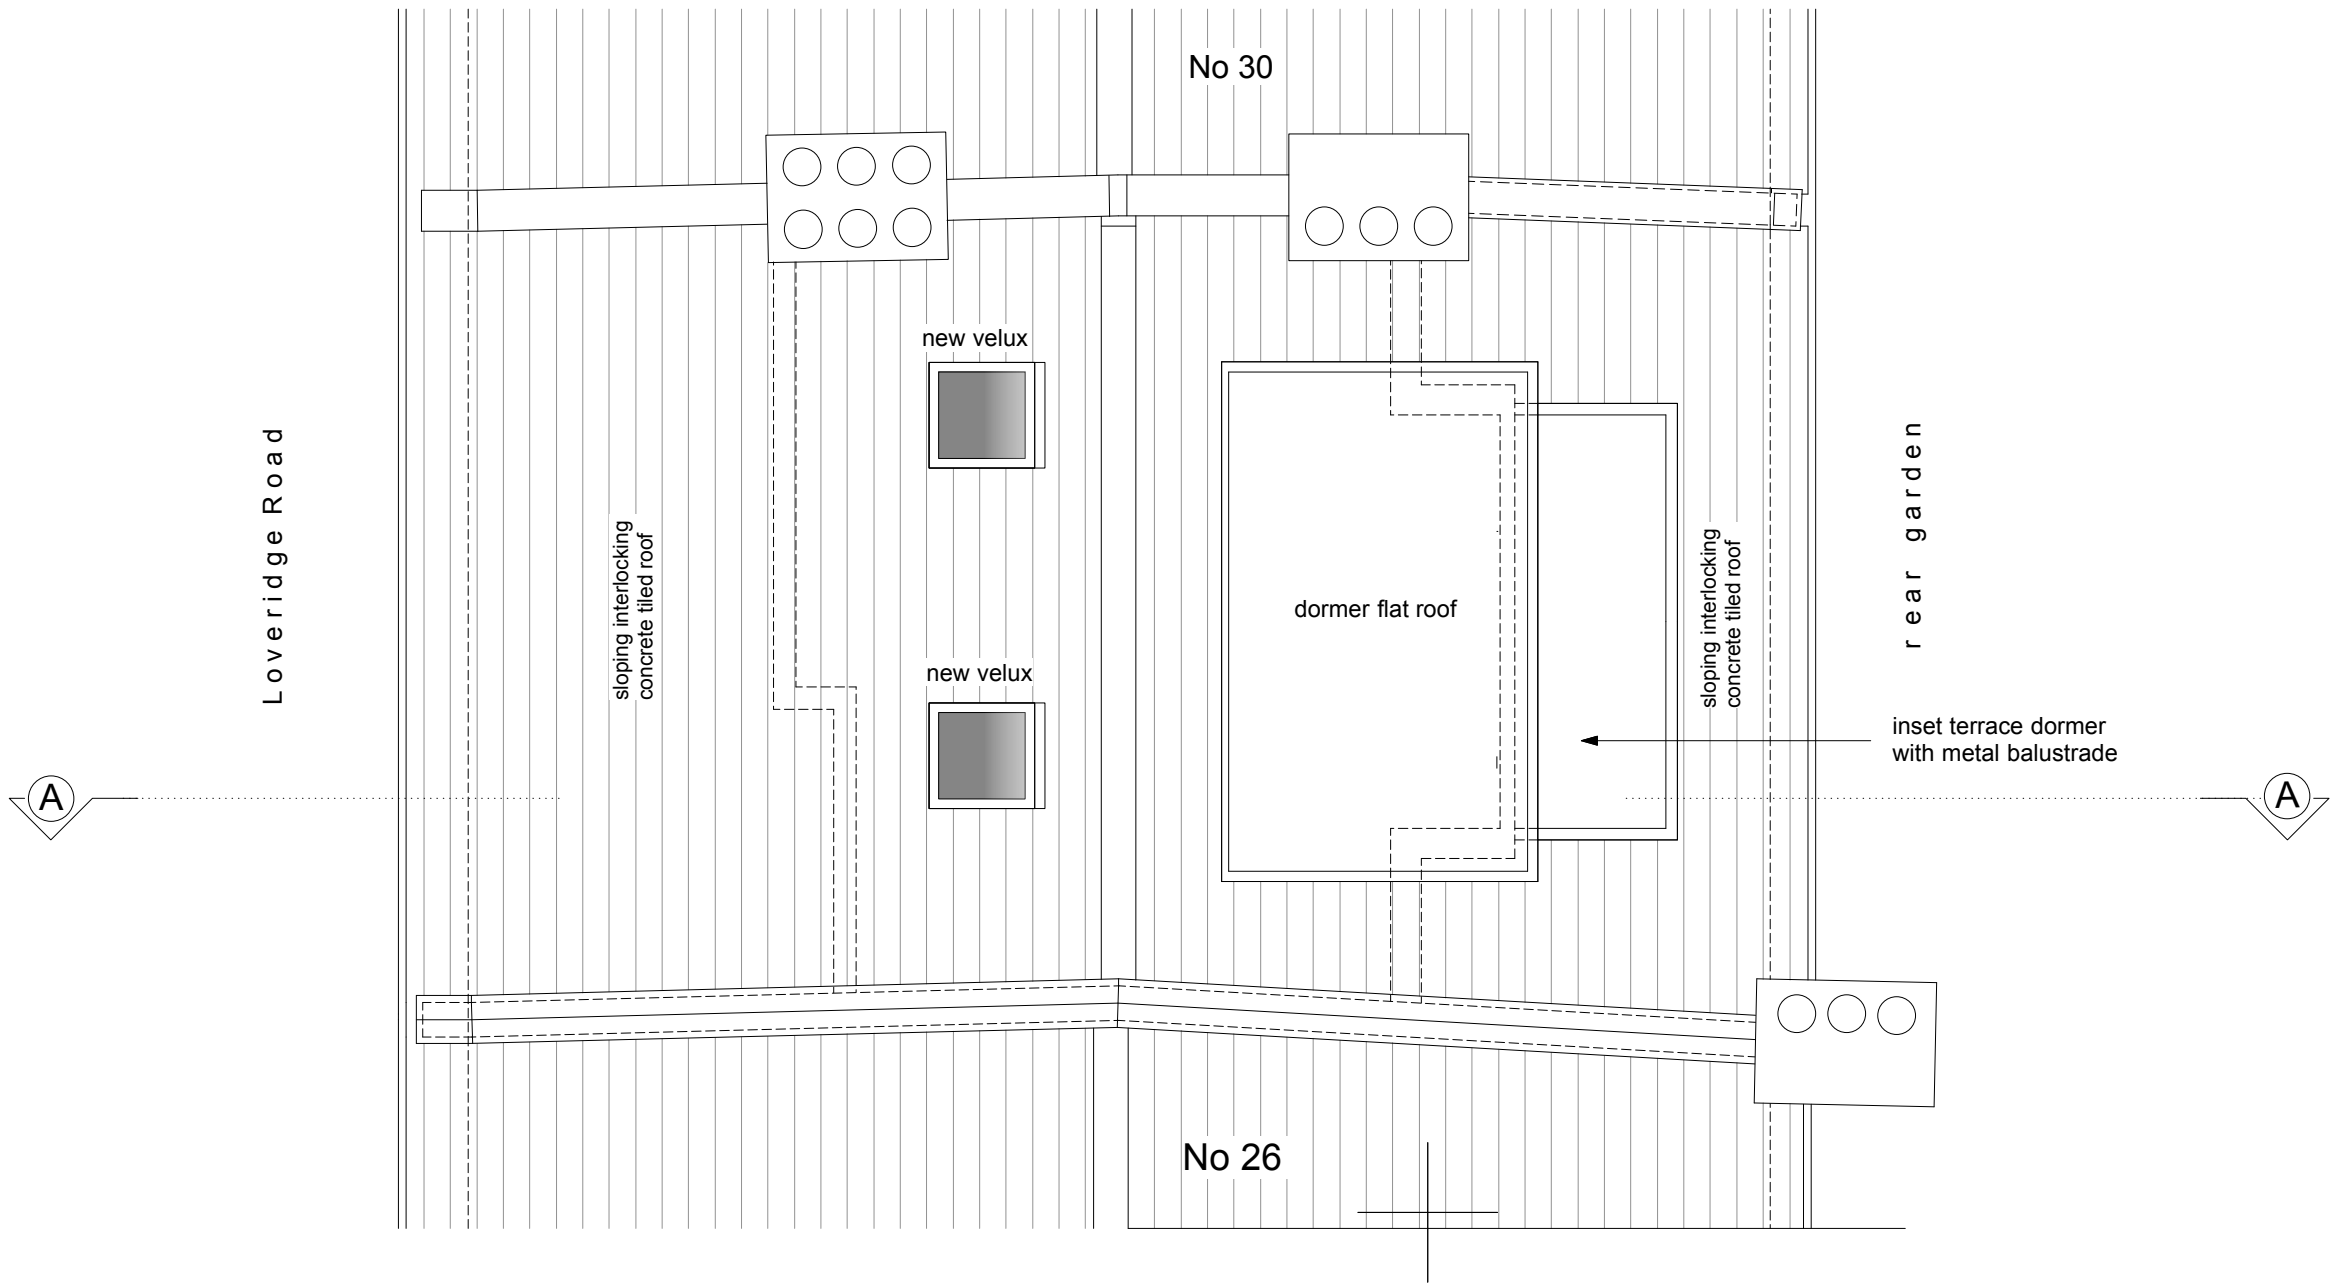 No 30
new velux
Loveridge Road
sloping interlocking
concrete tiled roof
new velux
dormer flat roof
sloping interlocking
concrete tiled roof
rear garden
inset terrace dormer
with metal balustrade
A
A
No 26